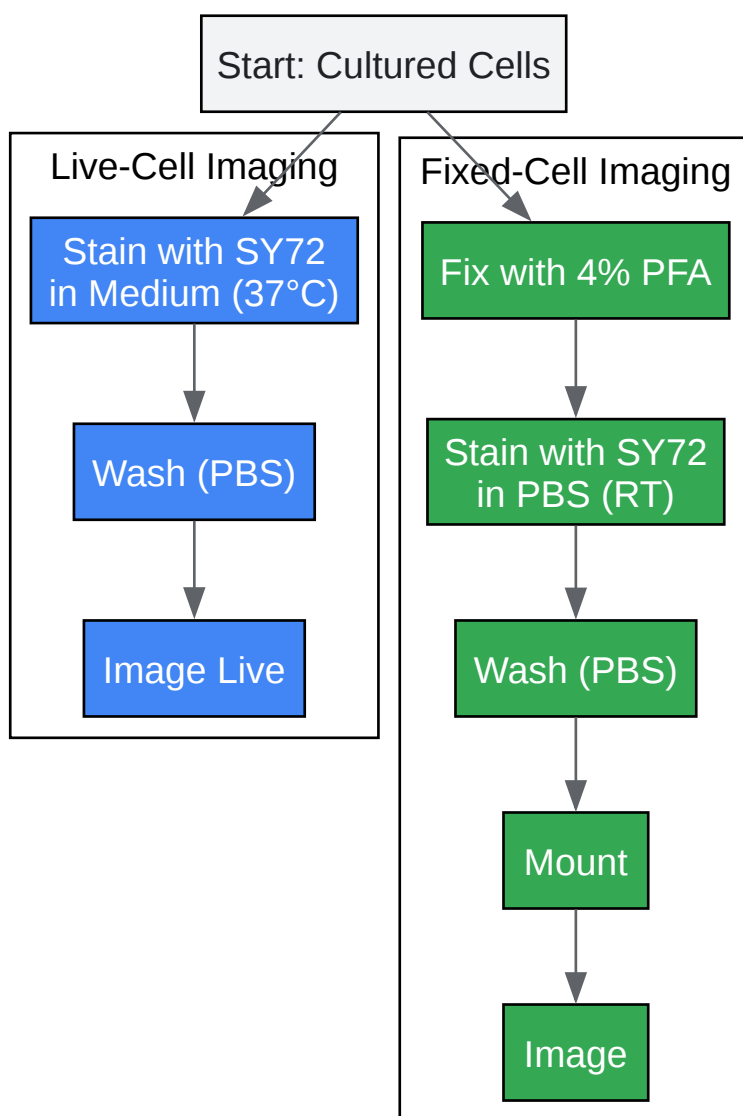 Start: Cultured Cells
Live-Cell Imaging
Stain with SY72
in Medium (37°C)
Wash (PBS)
Image Live
Fixed-Cell Imaging
Fix with 4% PFA
Stain with SY72
in PBS (RT)
Wash (PBS)
Mount
Image